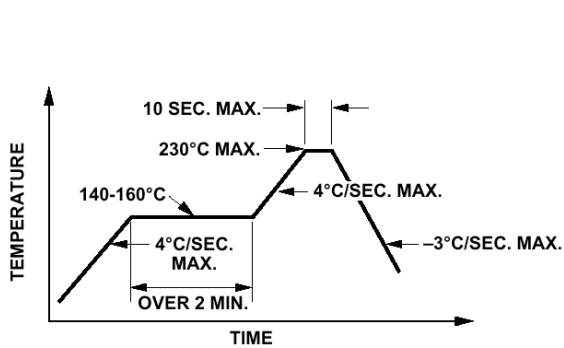 10 SEC. MAX.
230°C MAX.
140-160°C
4°C/SEC. MAX.
4°C/SEC.
MAX.
–3°C/SEC. MAX.
OVER 2 MIN.
TEMPERATURE
TIME